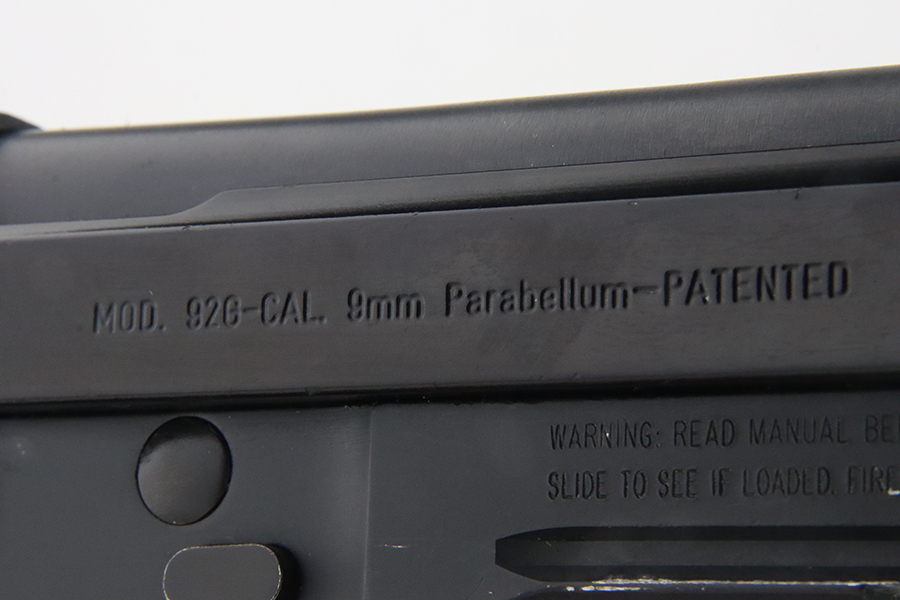 MOD. 92G-CAL. 9mm Parabellum-PATENTED
WARNING: READ MANUAL
SLIDE TO SEE IF LOADED.